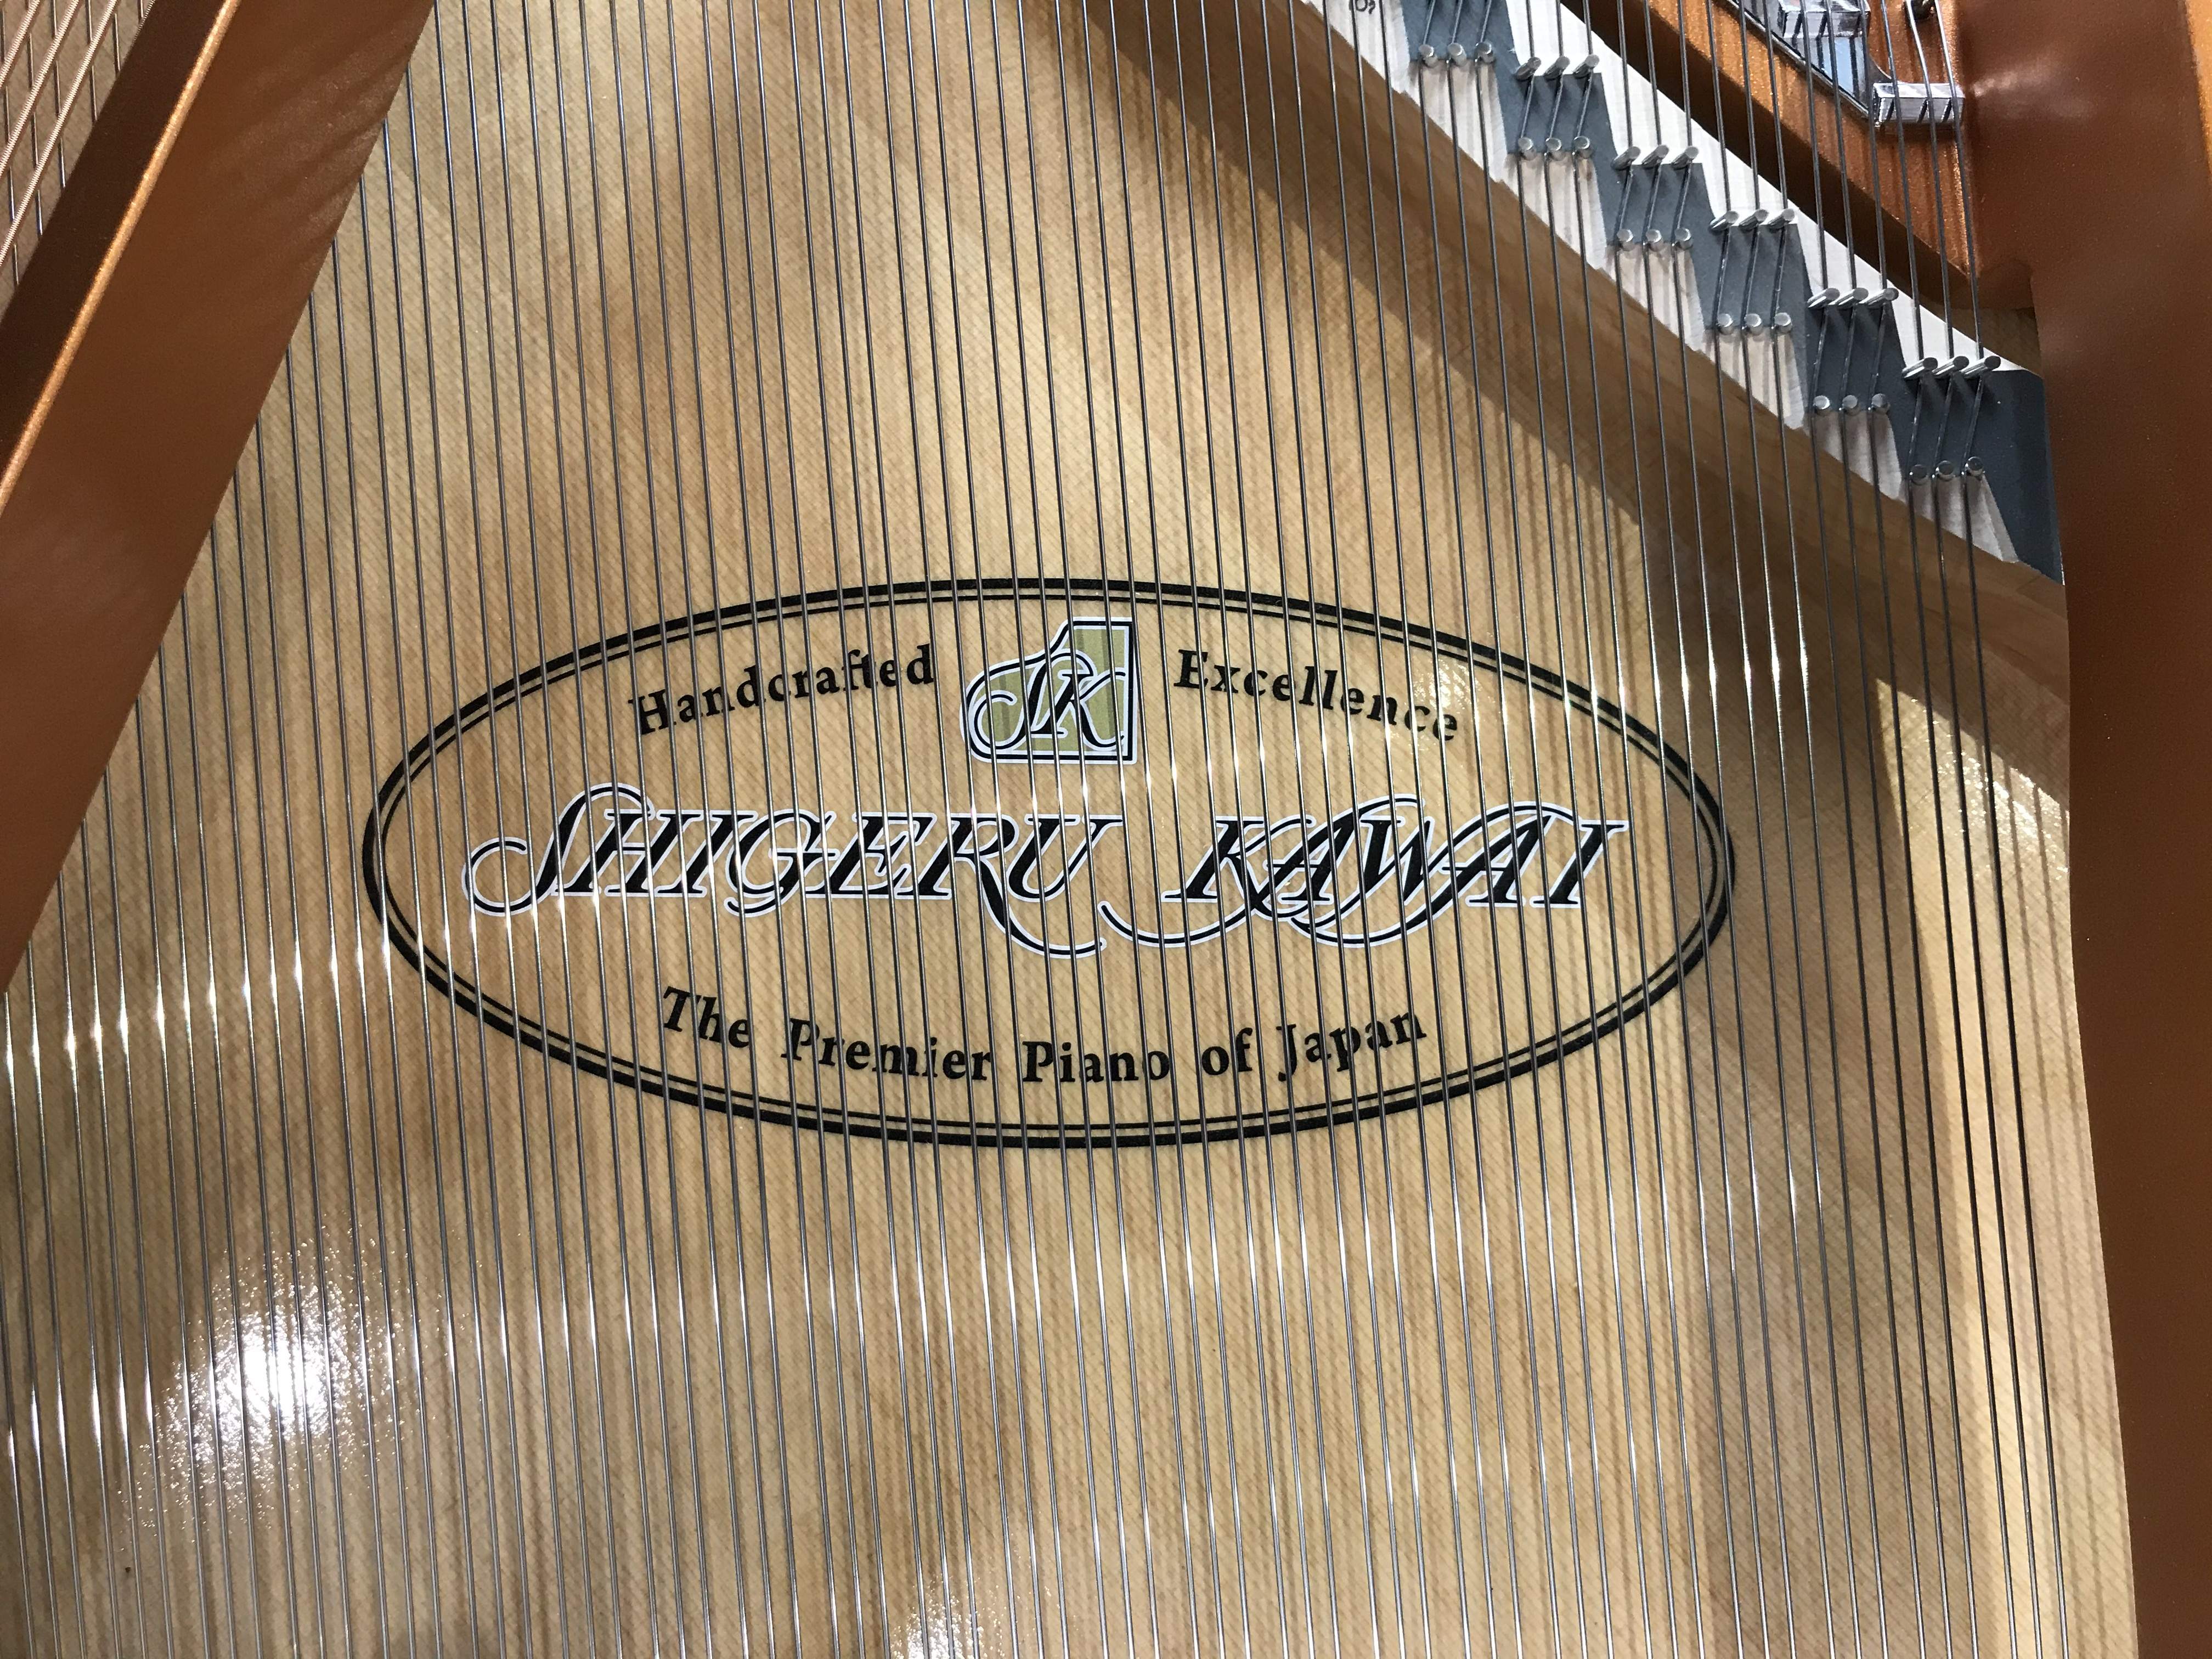 Handcrafted SK Excellence
SHIGERU KAWAI
The Premier Piano of Japan